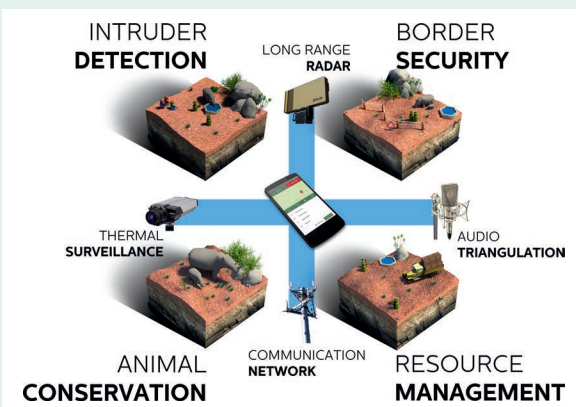 INTRUDER
DETECTION
LONG RANGE
RADAR
BORDER
SECURITY
THERMAL
SURVEILLANCE
AUDIO
TRIANGULATION
ANIMAL
CONSERVATION
COMMUNICATION
NETWORK
RESOURCE
MANAGEMENT